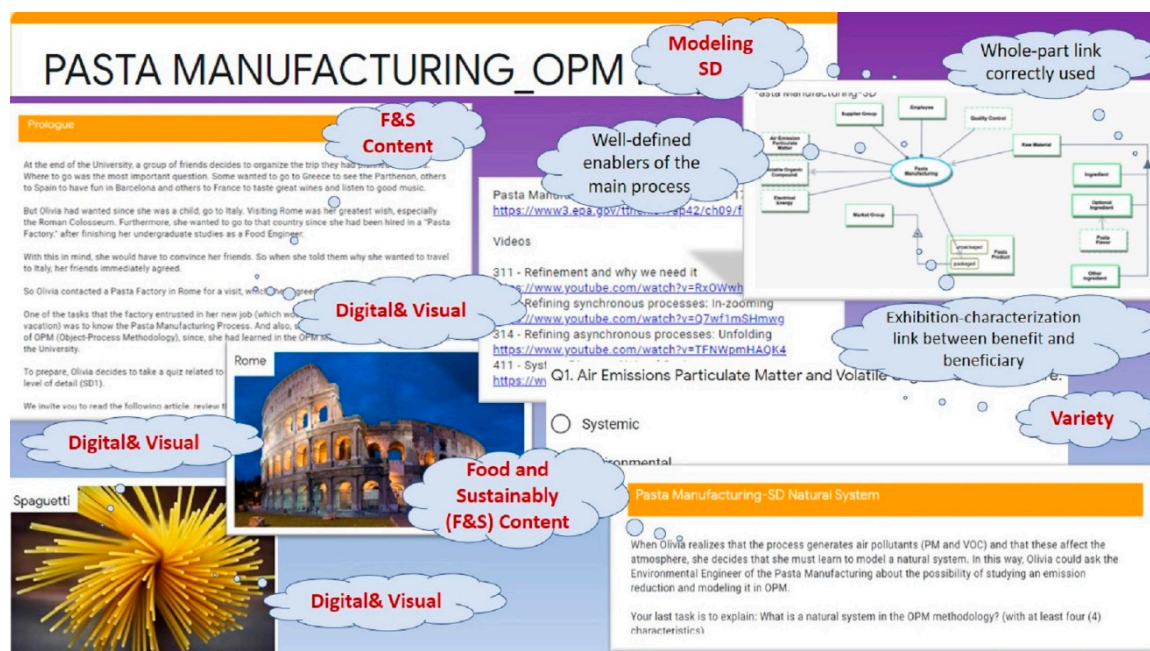 PASTA MANUFACTURING_OPM
Modeling
SD
Whole-part link
correctly used
Prologue
F&S
Content
At the end of the University, a group of friends decides to organize the trip they had
Where to go was the most important question. Some wanted to go to Greece to see the Parthenon, others
to Spain to have fun in Barcelona and others to France to taste great wines and listen to good music.
But Olivia had wanted since she was a child, go to Italy. Visiting Rome was her greatest wish, especially
the Roman Colosseum. Furthermore, she wanted to go to that country since she had been hired in a "Pasta
Factory," after finishing her undergraduate studies as a Food Engineer.
With this in mind, she would have to convince her friends. So when she told them why she wanted to travel
to Italy, her friends immediately agreed.
So Olivia contacted a Pasta Factory in Rome for a visit,
One of the tasks that the factory entrusted in her new job (which
vacation) was to know the Pasta Manufacturing Process. And also,
of OPM (Object-Process Methodology), since, she had learned in the OPM
the University.
To prepare, Olivia decides to take a quiz related to
level of detail (SD1).
We invite you to read the following article, review
Well-defined
enablers of the
main process
Pasta
https://www3.epa.gov/
Videos
311 - Refinement and why we need it
https://www.youtube.com/watch?v=RxOWwh
Refining synchronous processes: In-zooming
https://www.youtube.com/watch?v=Q7wf1mSHmwg
314 - Refining asynchronous processes: Unfolding
https://www.youtube.com/watch?v=TFNWpmHAQK4
411 -
Supplier Group
Employee
Quality Control
Air Emission
Particulate
Matter
Volatile Organic
Compound
Electrical
Energy
Pasta
Manufacturing
Raw Material
Ingredient
Optional
Ingredient
Pasta
Flavor
Other
Ingredient
Market Group
unpackaged
packaged
Pasta
Product
Exhibition-characterization
link between benefit and
beneficiary
Digital& Visual
Rome
Q1. Air Emissions Particulate Matter and Volatile
Systemic
Variety
Digital& Visual
Food and
Sustainably
(F&S) Content
Spaguetti
Digital& Visual
Pasta Manufacturing-SD Natural System
When Olivia realizes that the process generates air pollutants (PM and VOC) and that these affect the
atmosphere, she decides that she must learn to model a natural system. In this way, Olivia could ask the
Environmental Engineer of the Pasta Manufacturing about the possibility of studying an emission
reduction and modeling it in OPM.
Your last task is to explain: What is a natural system in the OPM methodology? (with at least four (4)
characteristics)